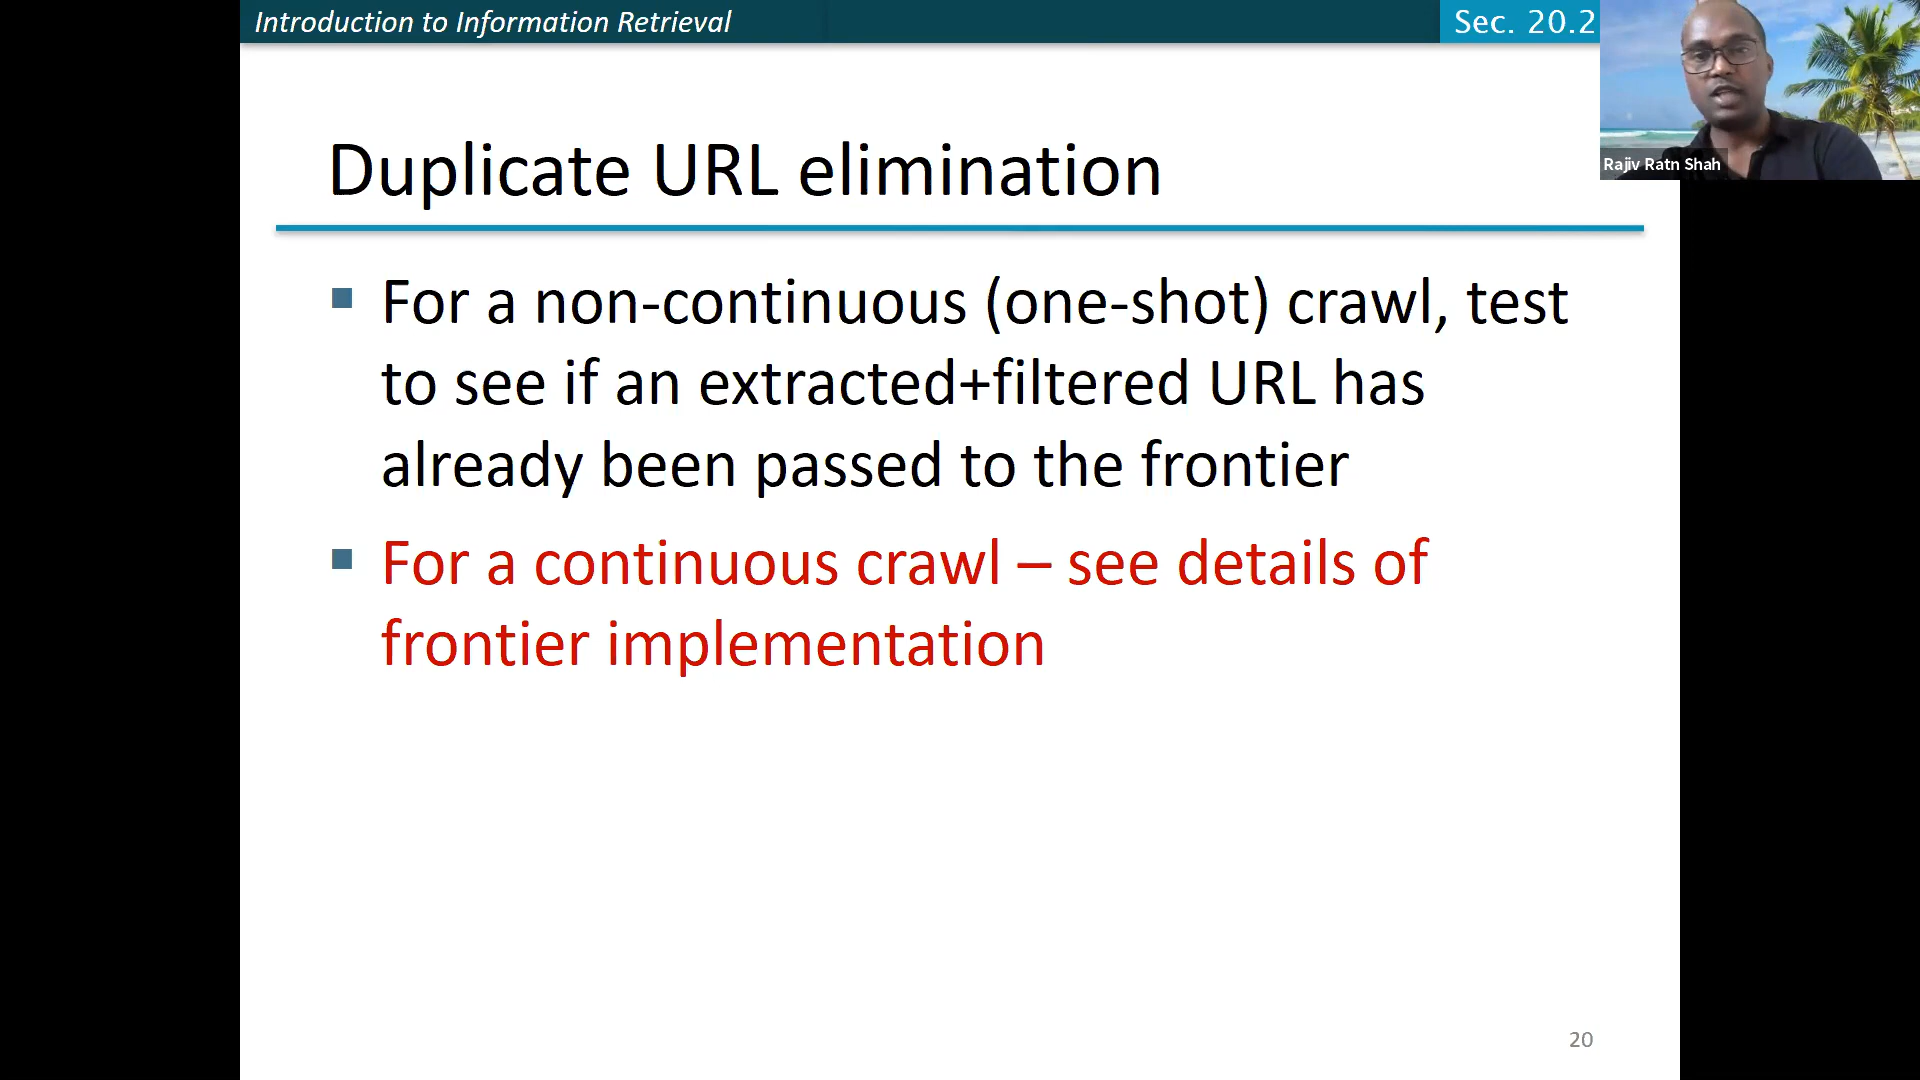 Introduction to Information Retrieval
Sec. 20.2
Rajiv Ratn Shah
Duplicate URL elimination
For a non-continuous (one-shot) crawl, test
to see if an extracted+filtered URL has
already been passed to the frontier
For a continuous crawl – see details of
frontier implementation
20